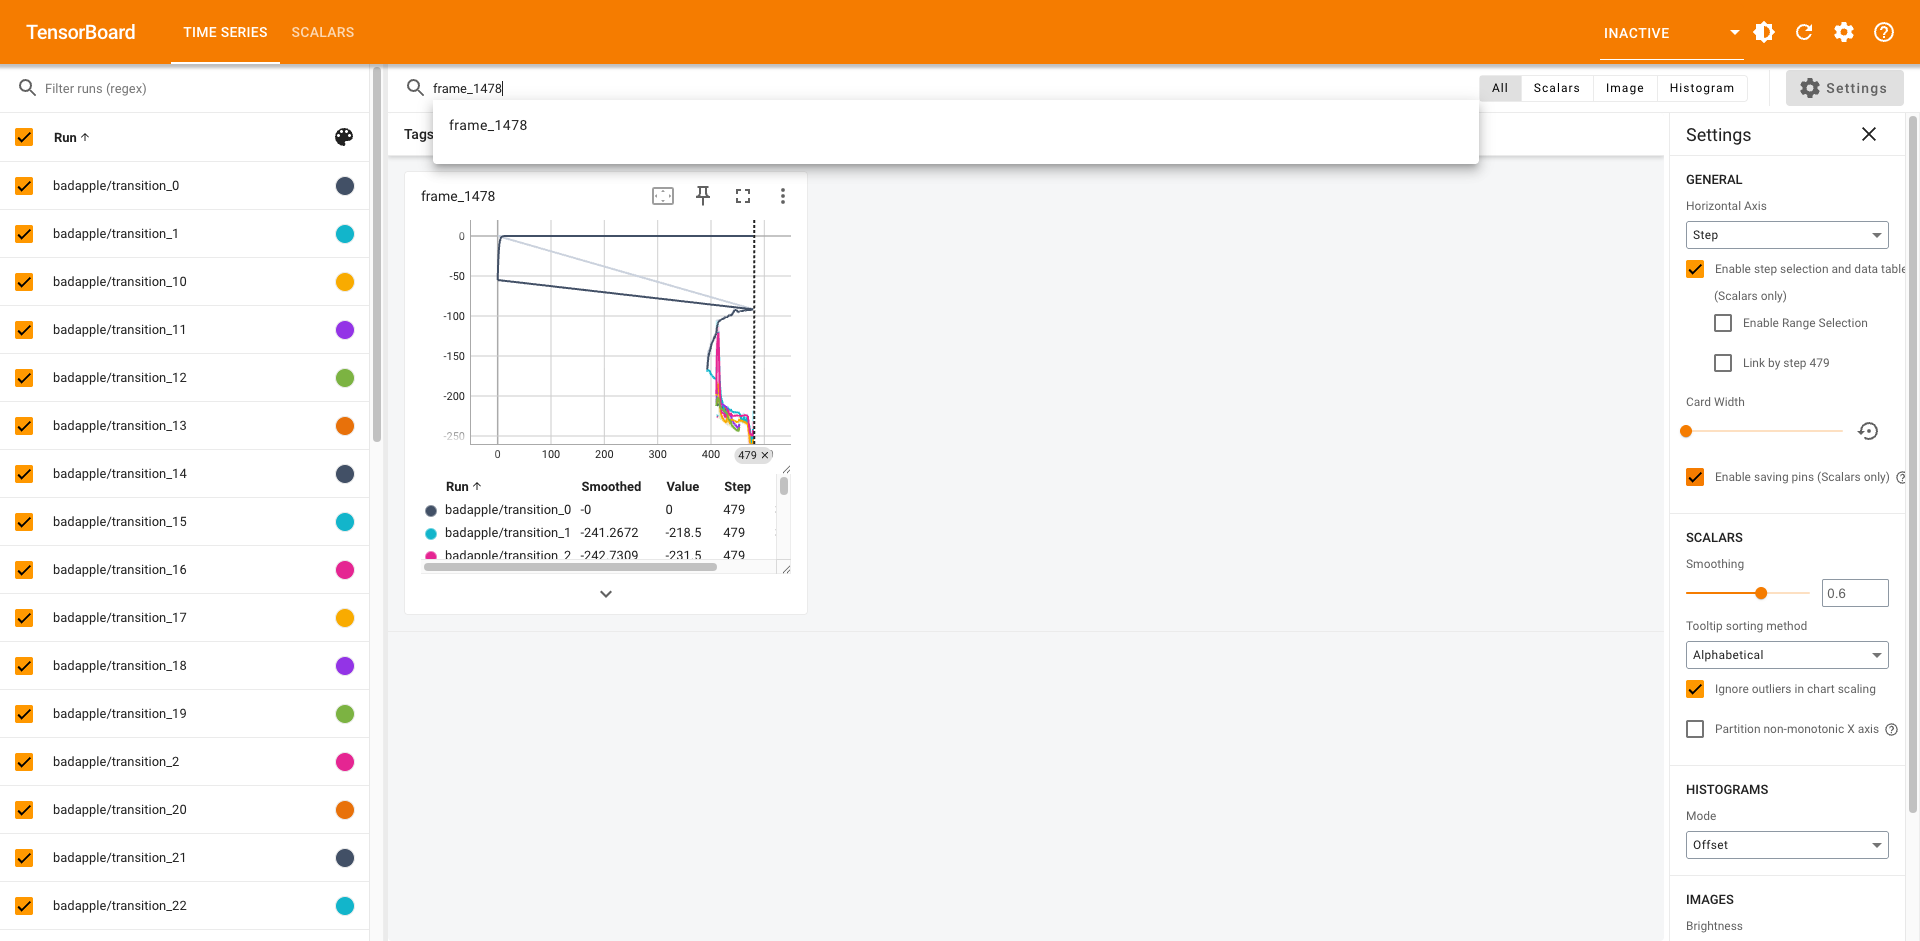 TensorBoard
TIME SERIES
SCALARS
INACTIVE
Filter runs (regex)
Run
badapple/transition_0
badapple/transition_1
badapple/transition_10
badapple/transition_11
badapple/transition_12
badapple/transition_13
badapple/transition_14
badapple/transition_15
badapple/transition_16
badapple/transition_17
badapple/transition_18
badapple/transition_19
badapple/transition_2
badapple/transition_20
badapple/transition_21
badapple/transition_22
frame_1478
All
Scalars
Image
Histogram
Settings
frame_1478
Tags
frame_1478
0
-50
-100
-150
-200
-250
0 100 200 300 400 479
Run Smoothed Value Step
badapple/transition_0 -0 0 479
badapple/transition_1 -241.2672 -218.5 479
badapple/transition_2 -242.7309 -231.5 479
Settings
GENERAL
Horizontal Axis
Step
Enable step selection and data table
(Scalars only)
Enable Range Selection
Link by step 479
Card Width
Enable saving pins (Scalars only)
SCALARS
Smoothing
0.6
Tooltip sorting method
Alphabetical
Ignore outliers in chart scaling
Partition non-monotonic X axis
HISTOGRAMS
Mode
Offset
IMAGES
Brightness